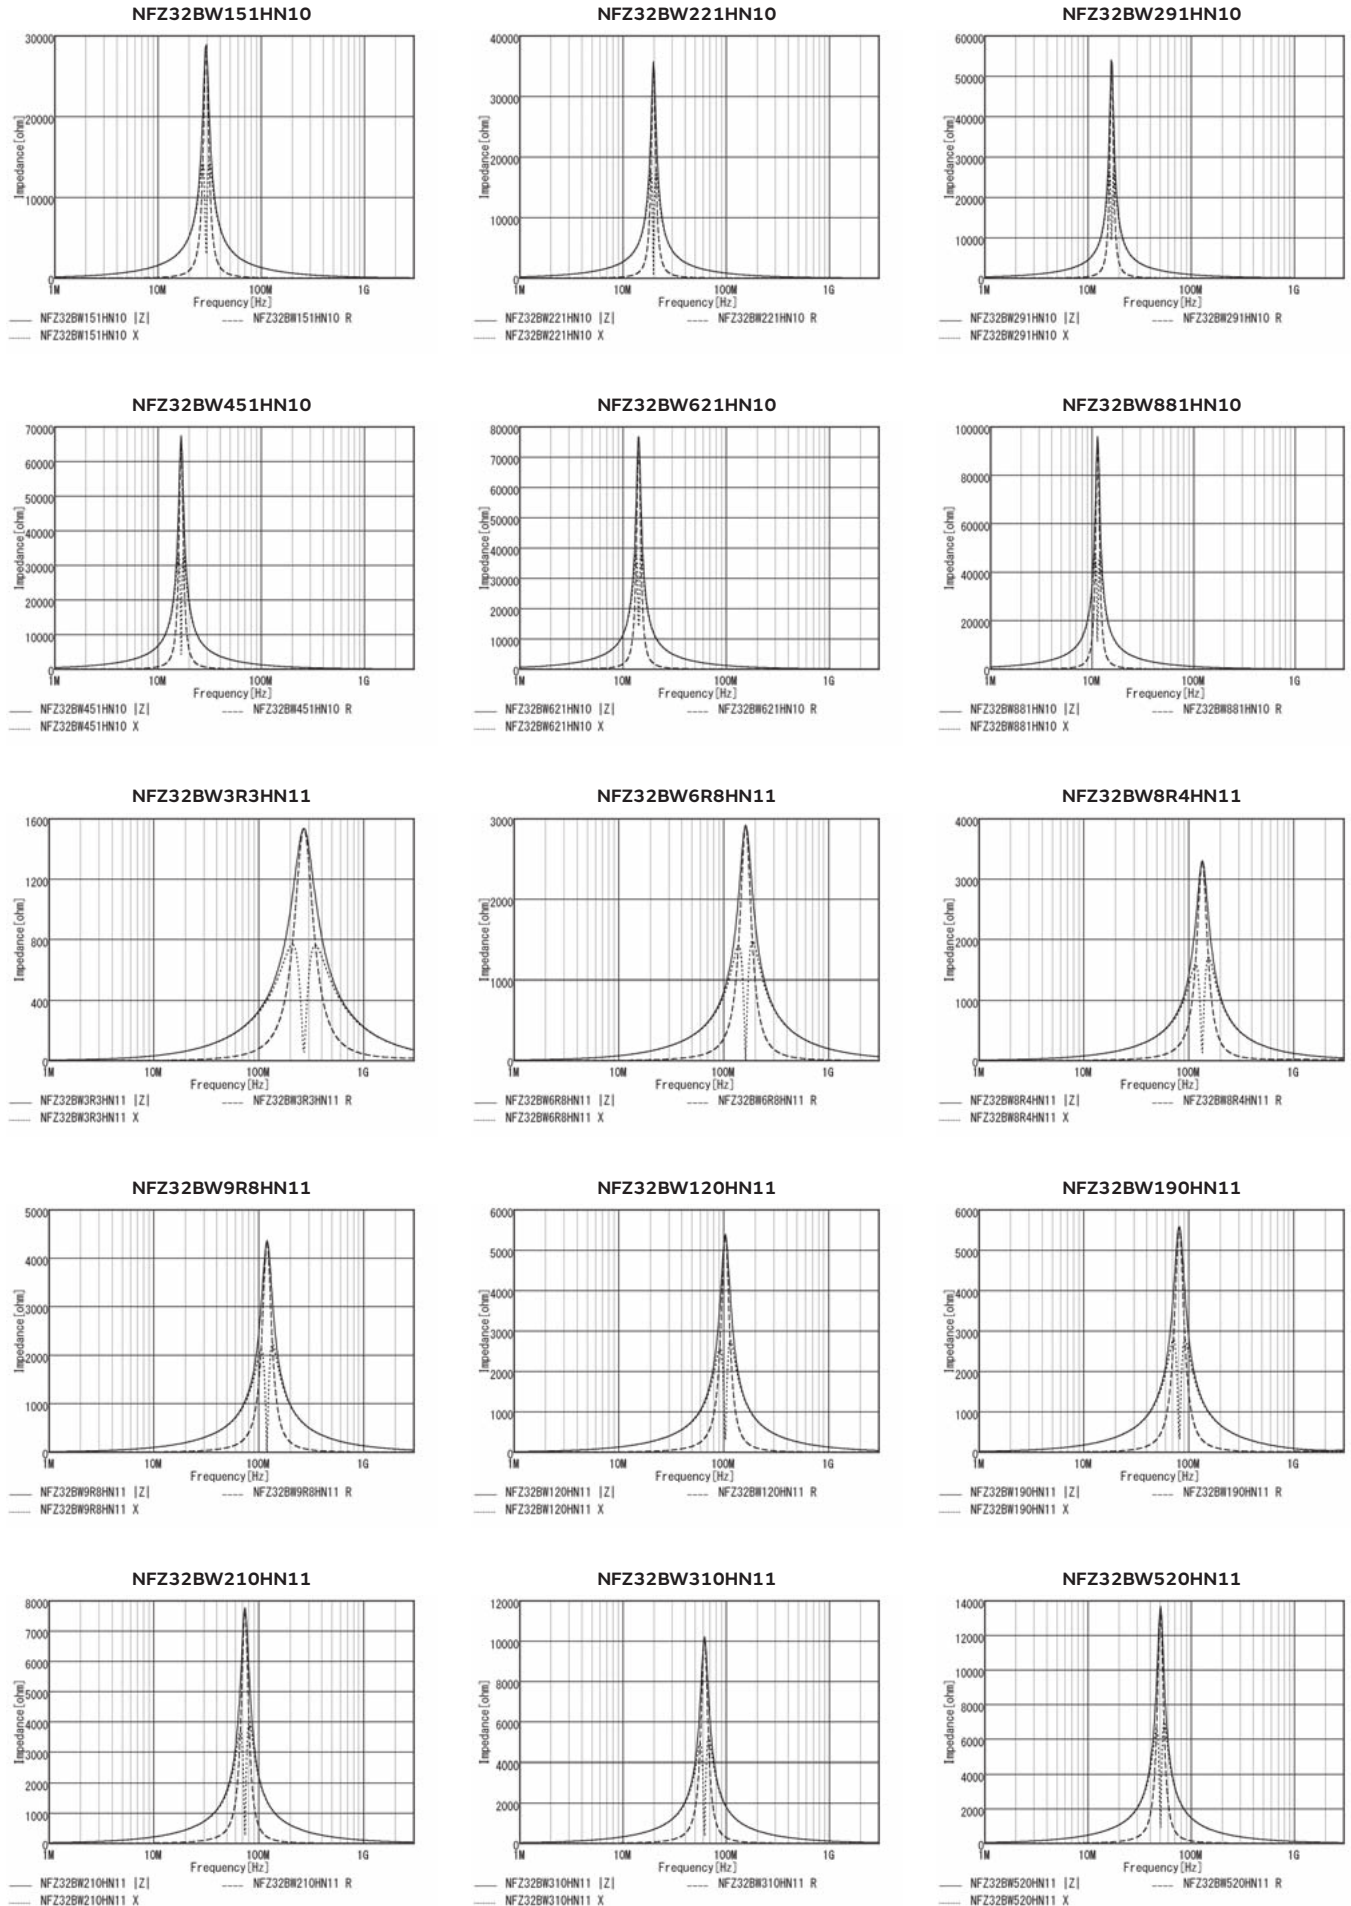 NFZ32BW151HN10
30000
20000
10000
0
Impedance[ohm]
1M 10M 100M 1G
Frequency[Hz]
NFZ32BW151HN10 |Z| NFZ32BW151HN10 R
NFZ32BW151HN10 X
NFZ32BW221HN10
40000
30000
20000
10000
0
Impedance[ohm]
1M 10M 100M 1G
Frequency[Hz]
NFZ32BW221HN10 |Z| NFZ32BW221HN10 R
NFZ32BW221HN10 X
NFZ32BW291HN10
60000
50000
40000
30000
20000
10000
0
Impedance[ohm]
1M 10M 100M 1G
Frequency[Hz]
NFZ32BW291HN10 |Z| NFZ32BW291HN10 R
NFZ32BW291HN10 X
NFZ32BW451HN10
70000
60000
50000
40000
30000
20000
10000
0
Impedance[ohm]
1M 10M 100M 1G
Frequency[Hz]
NFZ32BW451HN10 |Z| NFZ32BW451HN10 R
NFZ32BW451HN10 X
NFZ32BW621HN10
80000
70000
60000
50000
40000
30000
20000
10000
0
Impedance[ohm]
1M 10M 100M 1G
Frequency[Hz]
NFZ32BW621HN10 |Z| NFZ32BW621HN10 R
NFZ32BW621HN10 X
NFZ32BW881HN10
100000
80000
60000
40000
20000
0
Impedance[ohm]
1M 10M 100M 1G
Frequency[Hz]
NFZ32BW881HN10 |Z| NFZ32BW881HN10 R
NFZ32BW881HN10 X
NFZ32BW3R3HN11
1600
1200
800
400
0
Impedance[ohm]
1M 10M 100M 1G
Frequency[Hz]
NFZ32BW3R3HN11 |Z| NFZ32BW3R3HN11 R
NFZ32BW3R3HN11 X
NFZ32BW6R8HN11
3000
2000
1000
0
Impedance[ohm]
1M 10M 100M 1G
Frequency[Hz]
NFZ32BW6R8HN11 |Z| NFZ32BW6R8HN11 R
NFZ32BW6R8HN11 X
NFZ32BW8R4HN11
4000
3000
2000
1000
0
Impedance[ohm]
1M 10M 100M 1G
Frequency[Hz]
NFZ32BW8R4HN11 |Z| NFZ32BW8R4HN11 R
NFZ32BW8R4HN11 X
NFZ32BW9R8HN11
5000
4000
3000
2000
1000
0
Impedance[ohm]
1M 10M 100M 1G
Frequency[Hz]
NFZ32BW9R8HN11 |Z| NFZ32BW9R8HN11 R
NFZ32BW9R8HN11 X
NFZ32BW120HN11
6000
5000
4000
3000
2000
1000
0
Impedance[ohm]
1M 10M 100M 1G
Frequency[Hz]
NFZ32BW120HN11 |Z| NFZ32BW120HN11 R
NFZ32BW120HN11 X
NFZ32BW190HN11
6000
5000
4000
3000
2000
1000
0
Impedance[ohm]
1M 10M 100M 1G
Frequency[Hz]
NFZ32BW190HN11 |Z| NFZ32BW190HN11 R
NFZ32BW190HN11 X
NFZ32BW210HN11
8000
7000
6000
5000
4000
3000
2000
1000
0
Impedance[ohm]
1M 10M 100M 1G
Frequency[Hz]
NFZ32BW210HN11 |Z| NFZ32BW210HN11 R
NFZ32BW210HN11 X
NFZ32BW310HN11
12000
10000
8000
6000
4000
2000
0
Impedance[ohm]
1M 10M 100M 1G
Frequency[Hz]
NFZ32BW310HN11 |Z| NFZ32BW310HN11 R
NFZ32BW310HN11 X
NFZ32BW520HN11
14000
12000
10000
8000
6000
4000
2000
0
Impedance[ohm]
1M 10M 100M 1G
Frequency[Hz]
NFZ32BW520HN11 |Z| NFZ32BW520HN11 R
NFZ32BW520HN11 X